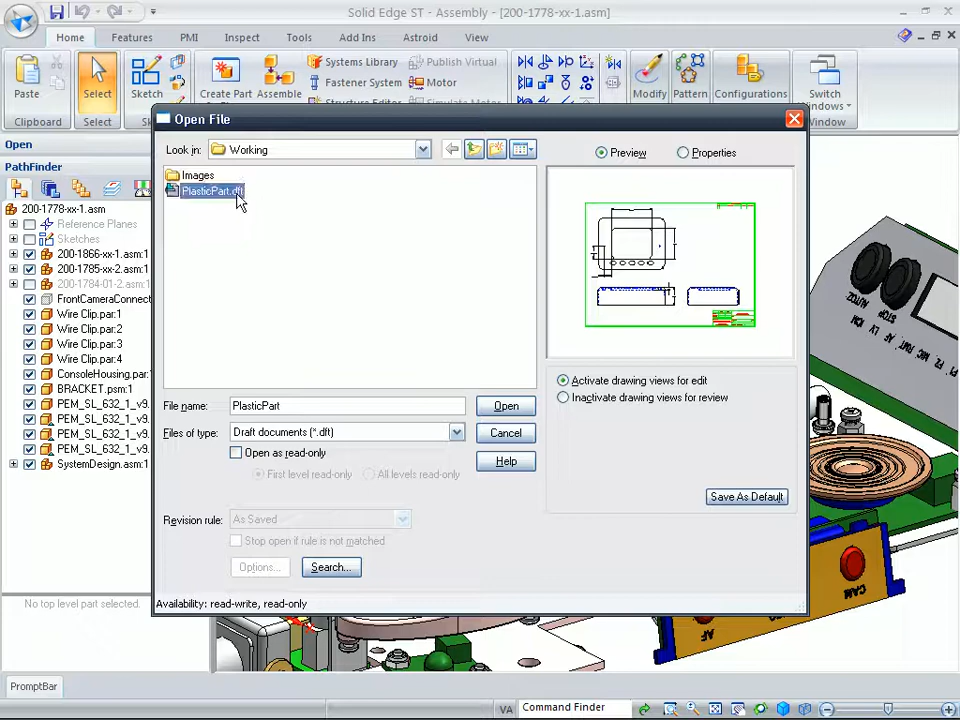 Solid Edge ST - Assembly - [200-1778-xx-1.asm]
Home Features PMI Inspect Tools Add Ins Astroid View
Paste
Clipboard
Select
Select
Sketch
Create Part
Assemble
Systems Library
Fastener System
Publish Virtual
Motor
Modify
Pattern
Configurations
Switch
Windows
Window
Open
PathFinder
200-1778-xx-1.asm
Reference Planes
Sketches
200-1866-xx-1.asm:1
200-1785-xx-2.asm:1
200-1784-01-2.asm:1
FrontCameraConnect
Wire Clip.par:1
Wire Clip.par:2
Wire Clip.par:3
Wire Clip.par:4
ConsoleHousing.par:
BRACKET.psm:1
PEM_SL_632_1_v9.
PEM_SL_632_1_v9.
PEM_SL_632_1_v9.
PEM_SL_632_1_v9.
SystemDesign.asm:1
No top level part selected.
PromptBar
Open File
Look in: Working
Images
PlasticPart.dft
Preview Properties
File name: PlasticPart
Open
Files of type: Draft documents (*.dft)
Cancel
Open as read-only
Help
First level read-only All levels read-only
Revision rule: As Saved
Stop open if rule is not matched.
Options... Search...
Availability: read-write, read-only
Activate drawing views for edit
Inactivate drawing views for review
Save As Default
CAM
AF
VA Command Finder